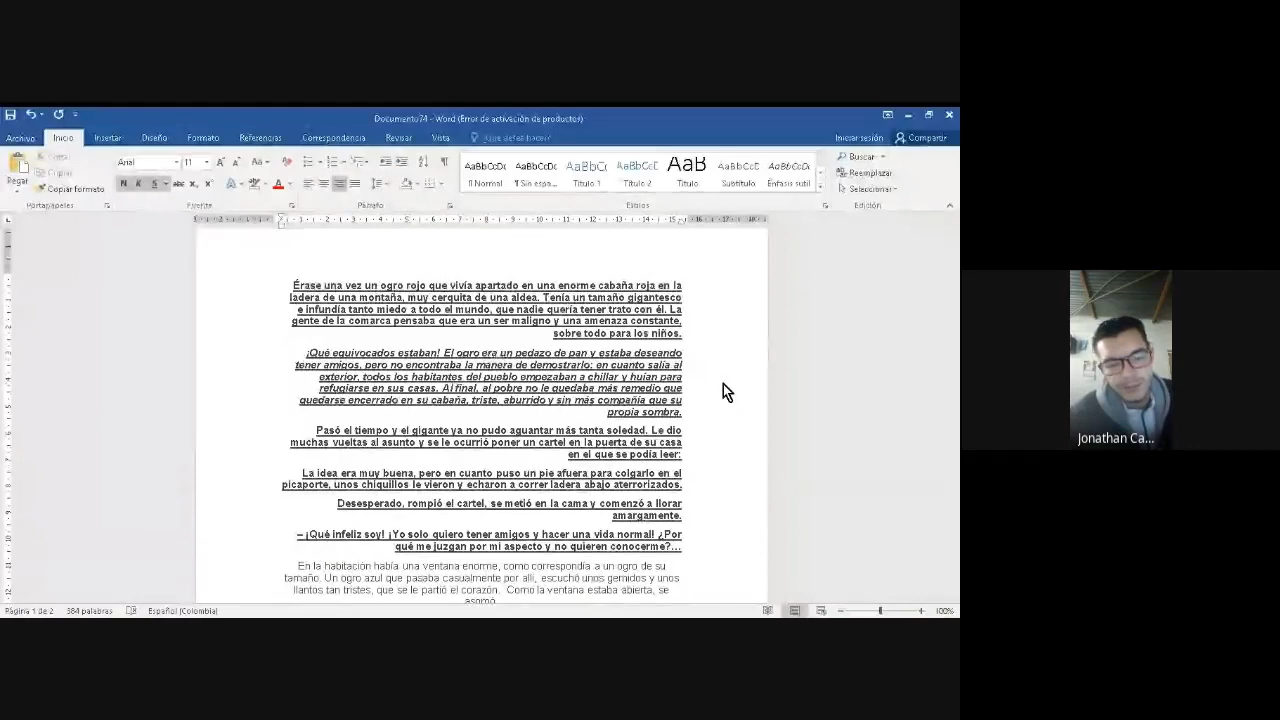 Documento74 - Word (Error de activación de productos)
Archivo Inicio Insertar Diseño Formato Referencias Correspondencia Revisar Vista ¿Qué desea hacer? Iniciar sesión Compartir
Pegar
Cortar
Copiar
Copiar formato
Portapapeles
Arial 11
Fuente
Párrafo
AaBbCcDc AaBbCcDc AaBbC( AaBbCcC AaB AaBbCcC AaBbCcDc
¶ Normal ¶ Sin espa... Título 1 Título 2 Título Subtítulo Énfasis sutil
Estilos
Buscar
Reemplazar
Seleccionar
Edición
Érase una vez un ogro rojo que vivía apartado en una enorme cabaña roja en la
ladera de una montaña, muy cerquita de una aldea. Tenía un tamaño gigantesco
e infundía tanto miedo a todo el mundo, que nadie quería tener trato con él. La
gente de la comarca pensaba que era un ser maligno y una amenaza constante,
sobre todo para los niños.
¡Qué equivocados estaban! El ogro era un pedazo de pan y estaba deseando
tener amigos, pero no encontraba la manera de demostrarlo: en cuanto salía al
exterior, todos los habitantes del pueblo empezaban a chillar y huían para
refugiarse en sus casas. Al final, al pobre no le quedaba más remedio que
quedarse encerrado en su cabaña, triste, aburrido y sin más compañía que su
propia sombra.
Pasó el tiempo y el gigante ya no pudo aguantar más tanta soledad. Le dio
muchas vueltas al asunto y se le ocurrió poner un cartel en la puerta de su casa
en el que se podía leer:
La idea era muy buena, pero en cuanto puso un pie afuera para colgarlo en el
picaporte, unos chiquillos le vieron y echaron a correr ladera abajo aterrorizados.
Desesperado, rompió el cartel, se metió en la cama y comenzó a llorar
amargamente.
– ¡Qué infeliz soy! ¡Yo solo quiero tener amigos y hacer una vida normal! ¿Por
qué me juzgan por mi aspecto y no quieren conocerme?…
En la habitación había una ventana enorme, como correspondía a un ogro de su
tamaño. Un ogro azul que pasaba casualmente por allí, escuchó unos gemidos y unos
llantos tan tristes, que se le partió el corazón. Como la ventana estaba abierta, se
asomó.
Página 1 de 2 384 palabras Español (Colombia) 100%
Jonathan Ca...